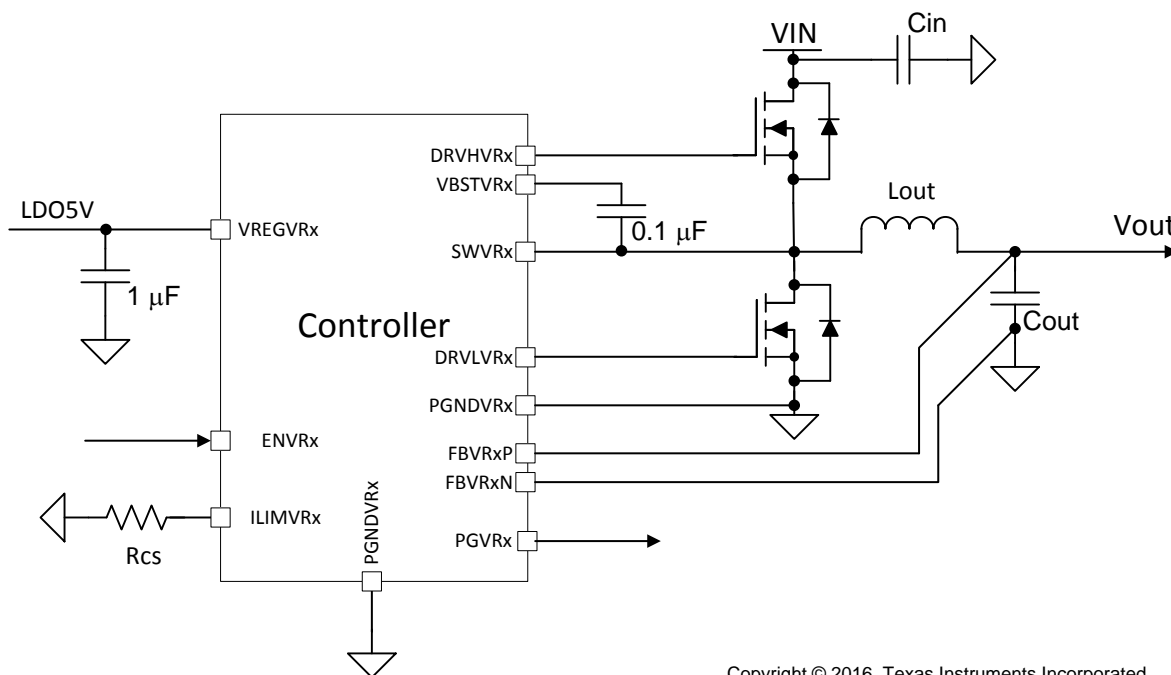 Cin
VIN
DRVHVRx
VBSTVRx
Lout
LDO5V
0.1 μF
Vout
VREGVRx
SWVRx
1 μF
Controller
Cout
DRVLVRx
PGNDVRx
ENVRx
FBVRxP
FBVRxN
PGNDVRx
ILIMVRx
PGVRx
Rcs
Copyright © 2016, Texas Instruments Incorporated